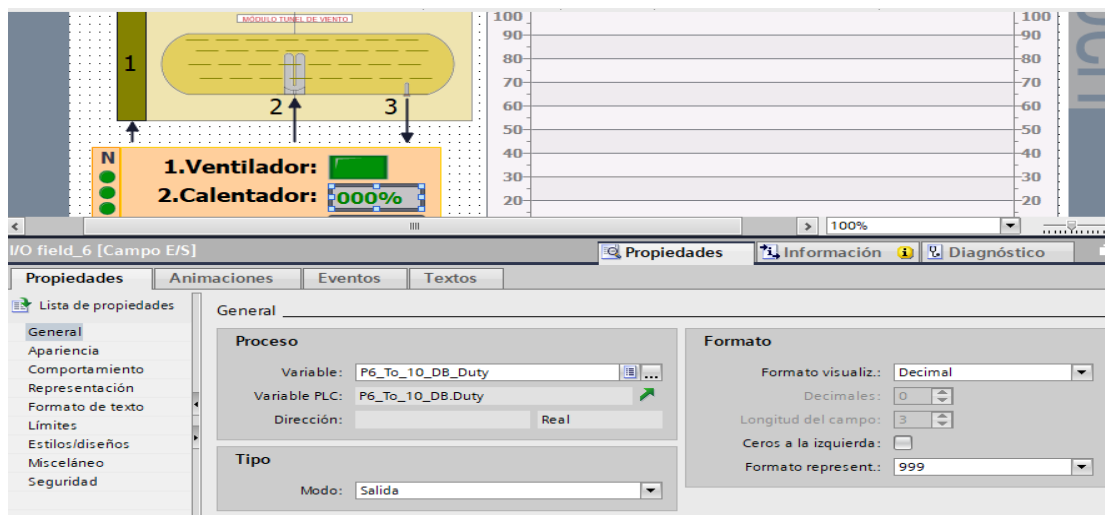 MÓDULO TUNEL DE VIENTO
1
2
3
N
1.Ventilador:
2.Calentador: 000%
100 100
90 90
80 80
70 70
60 60
50 50
40 40
30 30
20 20
100%
I/O field_6 [Campo E/S]
Propiedades Información Diagnóstico
Propiedades Animaciones Eventos Textos
Lista de propiedades
General
Apariencia
Comportamiento
Representación
Formato de texto
Límites
Estilos/diseños
Misceláneo
Seguridad
General
Proceso
Variable: P6_To_10_DB_Duty ...
Variable PLC: P6_To_10_DB.Duty
Dirección: Real
Tipo
Modo: Salida
Formato
Formato visualiz.: Decimal
Decimales: 0
Longitud del campo: 3
Ceros a la izquierda:
Formato represent.: 999